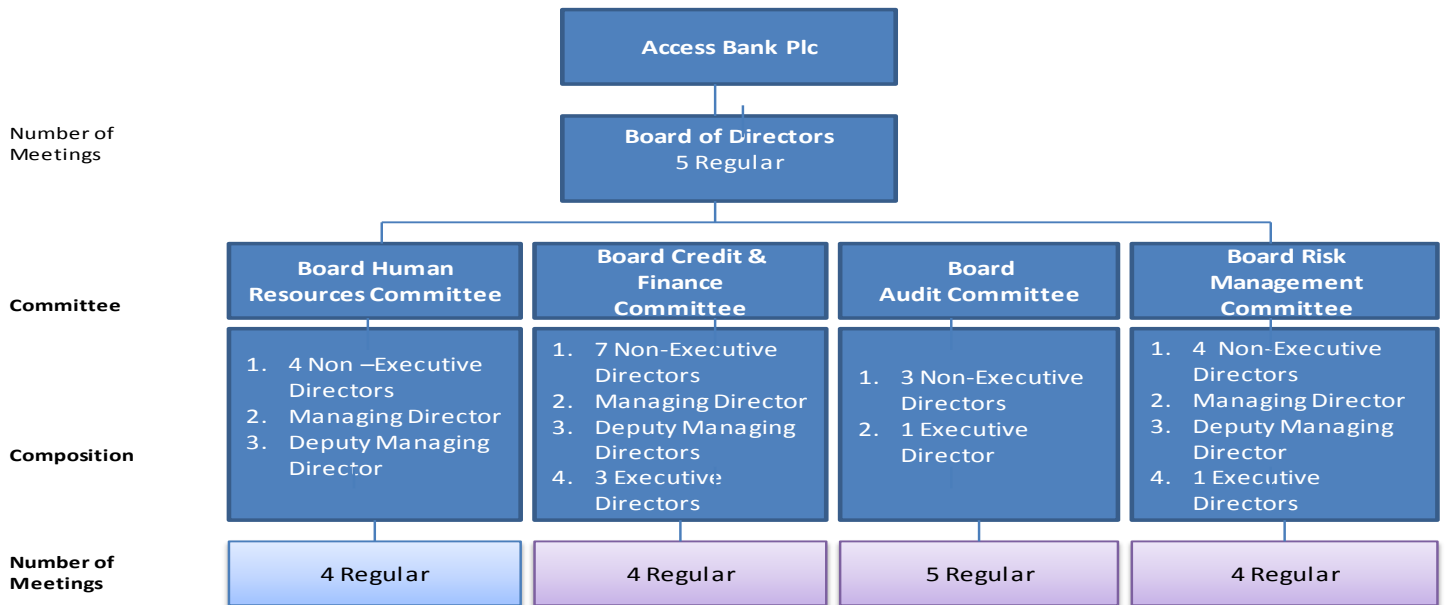 Access Bank Plc
Number of
Meetings
Board of Directors
5 Regular
Committee
Board Human
Resources Committee
Board Credit &
Finance
Committee
Board
Audit Committee
Board Risk
Management
Committee
Composition
1. 4 Non –Executive
Directors
2. Managing Director
3. Deputy Managing
Director
1. 7 Non-Executive
Directors
2. Managing Director
3. Deputy Managing
Directors
4. 3 Executive
Directors
1. 3 Non-Executive
Directors
2. 1 Executive
Director
1. 4 Non-Executive
Directors
2. Managing Director
3. Deputy Managing
Director
4. 1 Executive
Directors
Number of
Meetings
4 Regular
4 Regular
5 Regular
4 Regular